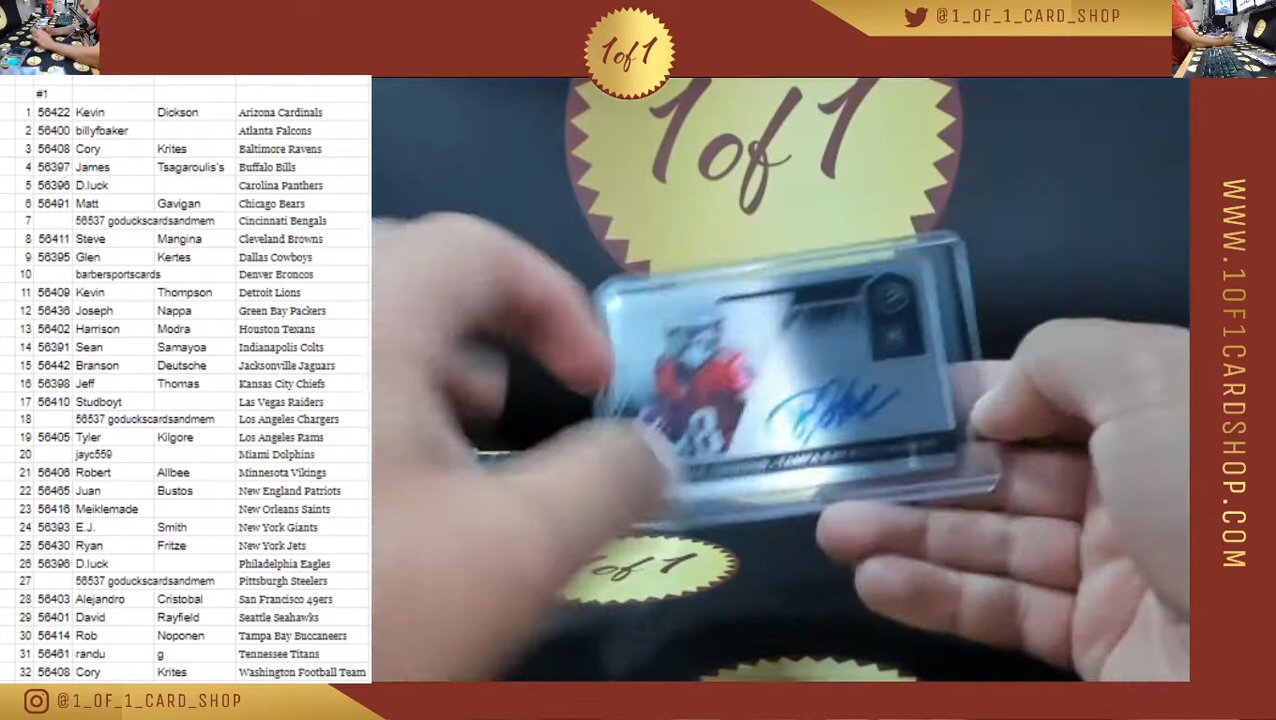 1of1
@1_OF_1_CARD_SHOP
#1
1 56422 Kevin Dickson Arizona Cardinals
2 56400 billyfbaker Atlanta Falcons
3 56408 Cory Krites Baltimore Ravens
4 56397 James Tsagaroulis's Buffalo Bills
5 56396 D.luck Carolina Panthers
6 56491 Matt Gavigan Chicago Bears
7 56537 goduckscardsandmem Cincinnati Bengals
8 56411 Steve Mangina Cleveland Browns
9 56395 Glen Kertes Dallas Cowboys
10 barbersportscards Denver Broncos
11 56409 Kevin Thompson Detroit Lions
12 56436 Joseph Nappa Green Bay Packers
13 56402 Harrison Modra Houston Texans
14 56391 Sean Samayoa Indianapolis Colts
15 56442 Branson Deutsche Jacksonville Jaguars
16 56398 Jeff Thomas Kansas City Chiefs
17 56410 Studboyt Las Vegas Raiders
18 56537 goduckscardsandmem Los Angeles Chargers
19 56405 Tyler Kilgore Los Angeles Rams
20 jayc559 Miami Dolphins
21 56406 Robert Allbee Minnesota Vikings
22 56465 Juan Bustos New England Patriots
23 56416 Meiklemade New Orleans Saints
24 56393 E.J. Smith New York Giants
25 56430 Ryan Fritze New York Jets
26 56396 D.luck Philadelphia Eagles
27 56537 goduckscardsandmem Pittsburgh Steelers
28 56403 Alejandro Cristobal San Francisco 49ers
29 56401 David Rayfield Seattle Seahawks
30 56414 Rob Noponen Tampa Bay Buccaneers
31 56461 randu g Tennessee Titans
32 56408 Cory Krites Washington Football Team
1of1
of 1
WWW.1OF1CARDSHOP.COM
@1_OF_1_CARD_SHOP